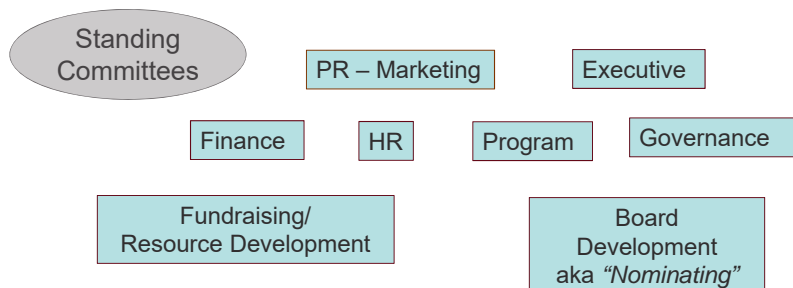 Standing
Committees
PR – Marketing
Executive
Finance
HR
Program
Governance
Fundraising/
Resource Development
Board
Development
aka “Nominating”